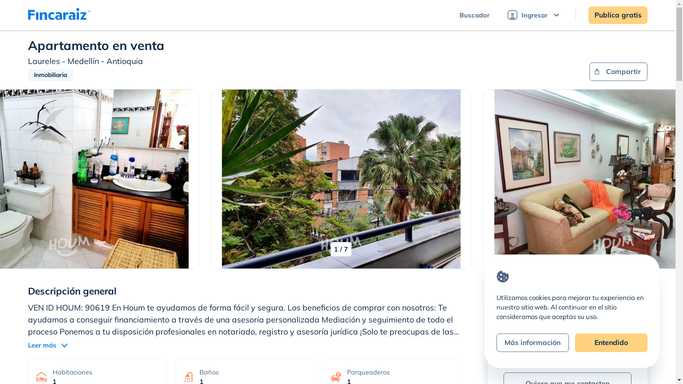 Fincaraíz
Buscador
Ingresar
Publica gratis
Apartamento en venta
Laureles - Medellín - Antioquia
Inmobiliaria
Compartir
HOUM
HOUM
1 / 7
HOUM
Descripción general
VEN ID HOUM: 90619 En Houm te ayudamos de forma fácil y segura. Los beneficios de comprar con nosotros: Te
ayudamos a conseguir financiamiento a través de una asesoría personalizada Mediación y seguimiento de todo el
proceso Ponemos a tu disposición profesionales en notariado, registro y asesoría jurídica ¡Solo te preocupas de las...
Leer más
Utilizamos cookies para mejorar tu experiencia en
nuestro sitio web. Al continuar en el sitio
consideramos que aceptas su uso.
Más información
Entendido
Habitaciones
1
Baños
1
Parqueaderos
1
Quiero que me contacten